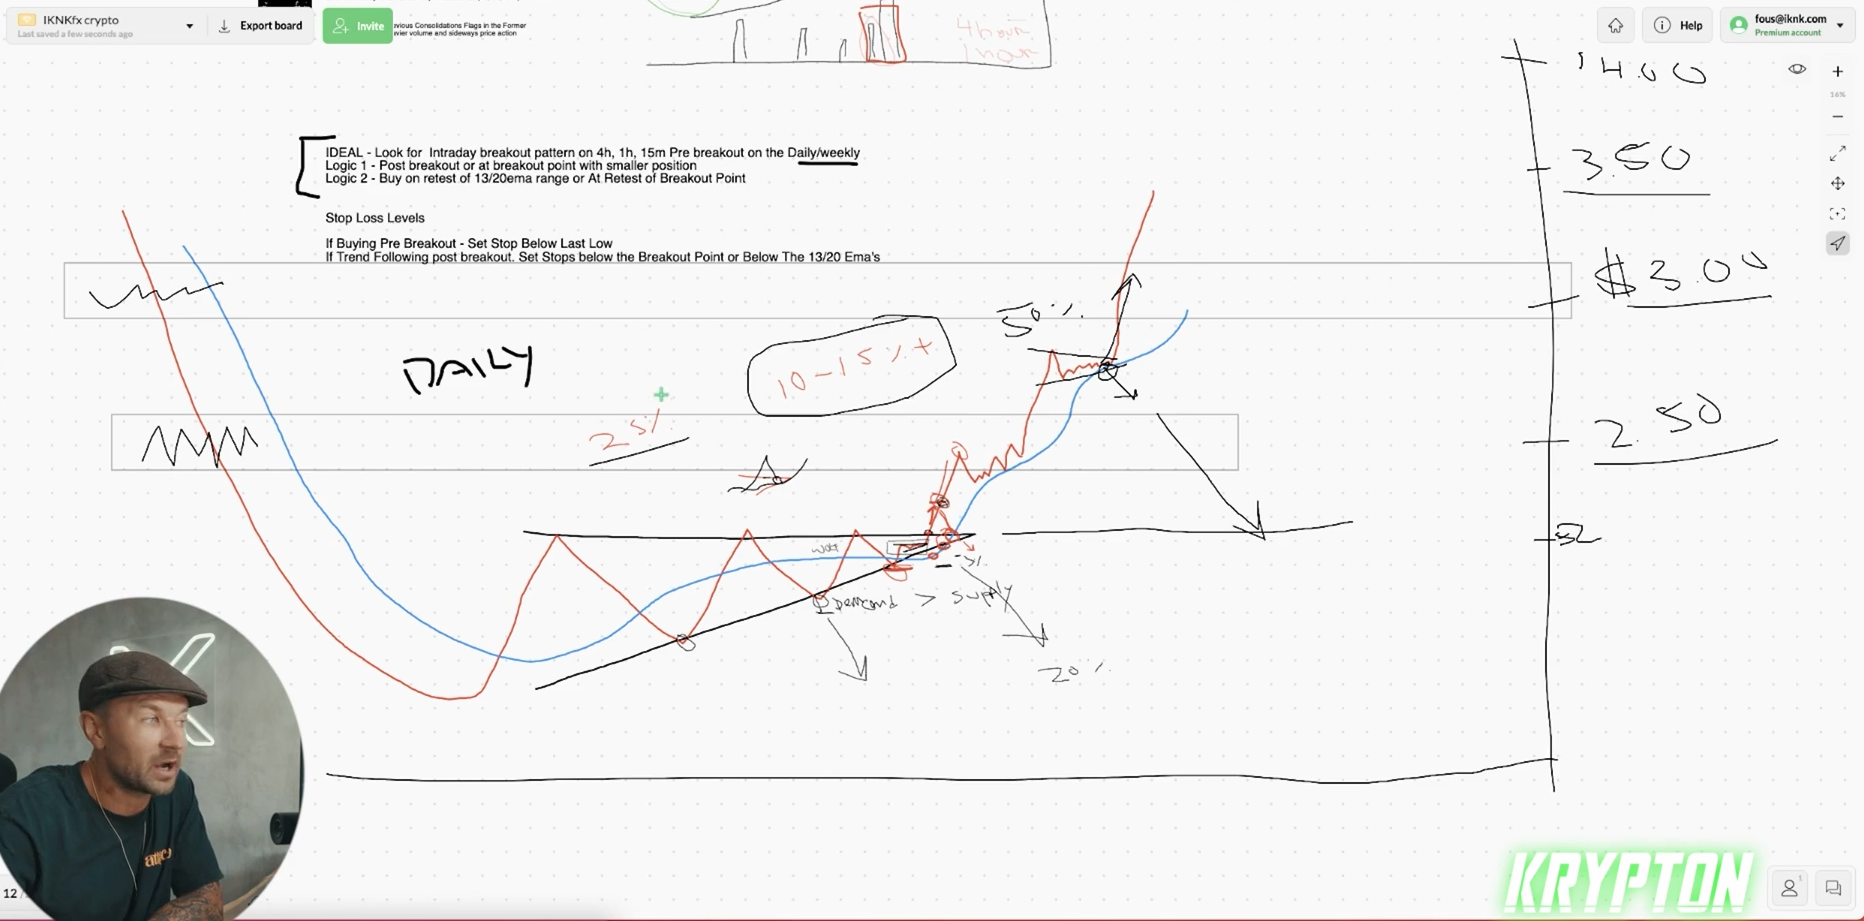 IKNKfx crypto
Last saved a few seconds ago
Export board
Invite
vious Consolidations Flags in the Former
vier volume and sideways price action
4 hour
1 hour
Help
fous@iknk.com
Premium account
16%
4.00
3.50
$3.00
2.50
$2
IDEAL - Look for Intraday breakout pattern on 4h, 1h, 15m Pre breakout on the Daily/weekly
Logic 1 - Post breakout or at breakout point with smaller position
Logic 2 - Buy on retest of 13/20ema range or At Retest of Breakout Point
Stop Loss Levels
If Buying Pre Breakout - Set Stop Below Last Low
If Trend Following post breakout. Set Stops below the Breakout Point or Below The 13/20 Ema's
50%
DAILY
10-15%+
25%
Demand > Supply
20%
12
KRYPTON
1